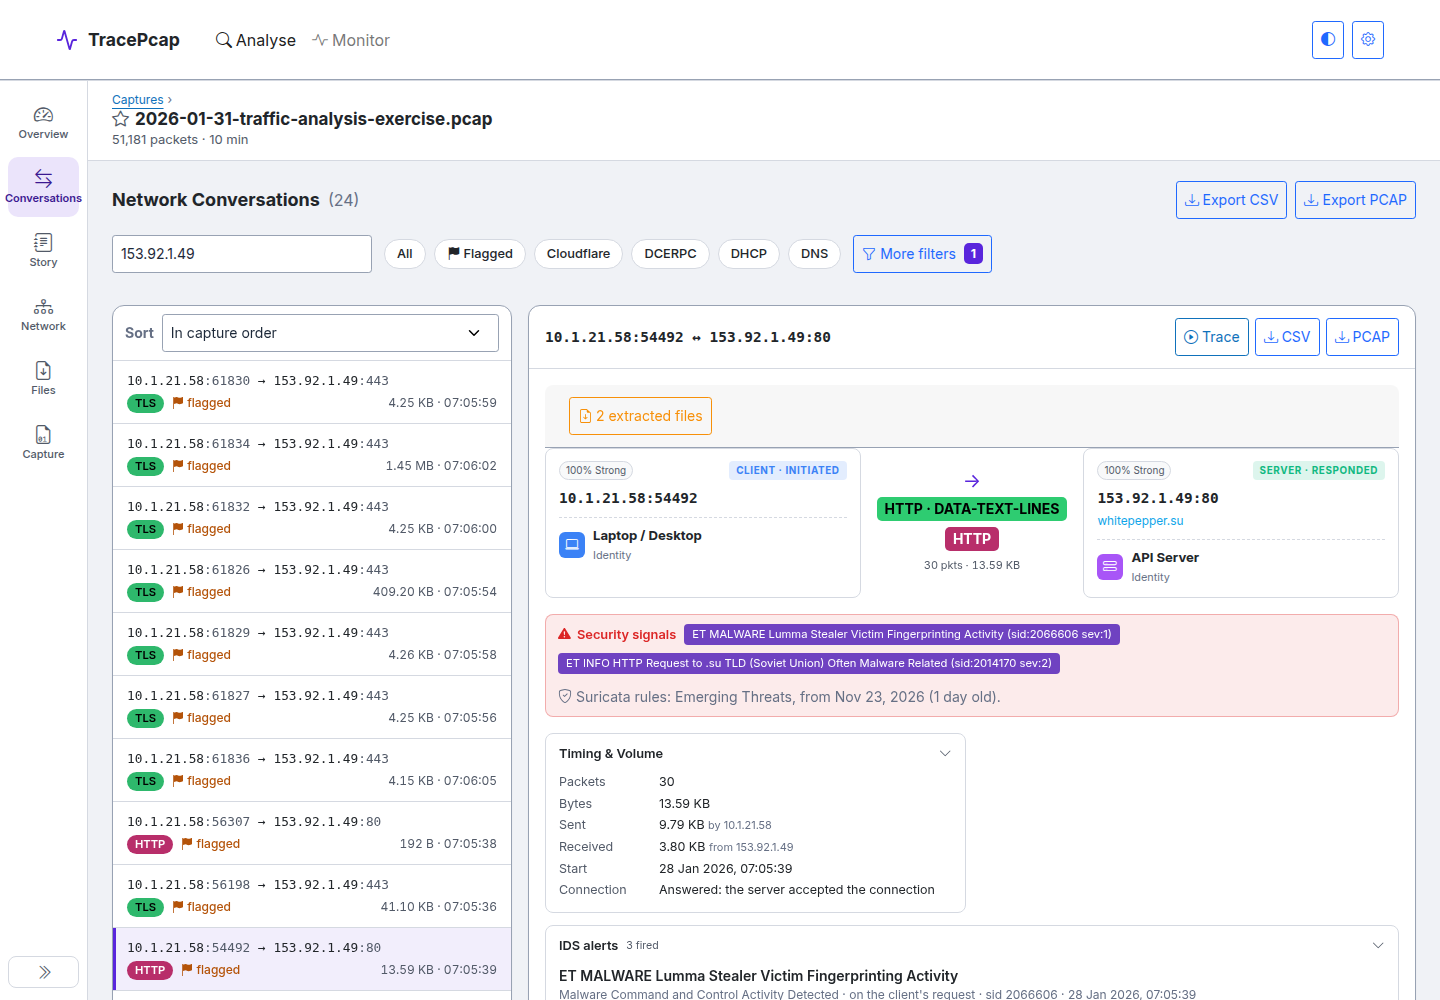 TracePcap
Analyse
Monitor
Overview
Conversations
Story
Network
Files
Capture
Captures ›
2026-01-31-traffic-analysis-exercise.pcap
51,181 packets · 10 min
Network Conversations (24)
Export CSV
Export PCAP
153.92.1.49
All
Flagged
Cloudflare
DCERPC
DHCP
DNS
More filters 1
Sort
In capture order
10.1.21.58:61830 → 153.92.1.49:443
TLS flagged 4.25 KB · 07:05:59
10.1.21.58:61834 → 153.92.1.49:443
TLS flagged 1.45 MB · 07:06:02
10.1.21.58:61832 → 153.92.1.49:443
TLS flagged 4.25 KB · 07:06:00
10.1.21.58:61826 → 153.92.1.49:443
TLS flagged 409.20 KB · 07:05:54
10.1.21.58:61829 → 153.92.1.49:443
TLS flagged 4.26 KB · 07:05:58
10.1.21.58:61827 → 153.92.1.49:443
TLS flagged 4.25 KB · 07:05:56
10.1.21.58:61836 → 153.92.1.49:443
TLS flagged 4.15 KB · 07:06:05
10.1.21.58:56307 → 153.92.1.49:80
HTTP flagged 192 B · 07:05:38
10.1.21.58:56198 → 153.92.1.49:443
TLS flagged 41.10 KB · 07:05:36
10.1.21.58:54492 → 153.92.1.49:80
HTTP flagged 13.59 KB · 07:05:39
10.1.21.58:54492 ↔ 153.92.1.49:80
Trace
CSV
PCAP
2 extracted files
100% Strong
CLIENT · INITIATED
10.1.21.58:54492
Laptop / Desktop
Identity
→
HTTP · DATA-TEXT-LINES
HTTP
30 pkts · 13.59 KB
100% Strong
SERVER · RESPONDED
153.92.1.49:80
whitepepper.su
API Server
Identity
Security signals
ET MALWARE Lumma Stealer Victim Fingerprinting Activity (sid:2066606 sev:1)
ET INFO HTTP Request to .su TLD (Soviet Union) Often Malware Related (sid:2014170 sev:2)
Suricata rules: Emerging Threats, from Nov 23, 2026 (1 day old).
Timing & Volume
Packets 30
Bytes 13.59 KB
Sent 9.79 KB by 10.1.21.58
Received 3.80 KB from 153.92.1.49
Start 28 Jan 2026, 07:05:39
Connection Answered: the server accepted the connection
IDS alerts 3 fired
ET MALWARE Lumma Stealer Victim Fingerprinting Activity
Malware Command and Control Activity Detected · on the client's request · sid 2066606 · 28 Jan 2026, 07:05:39